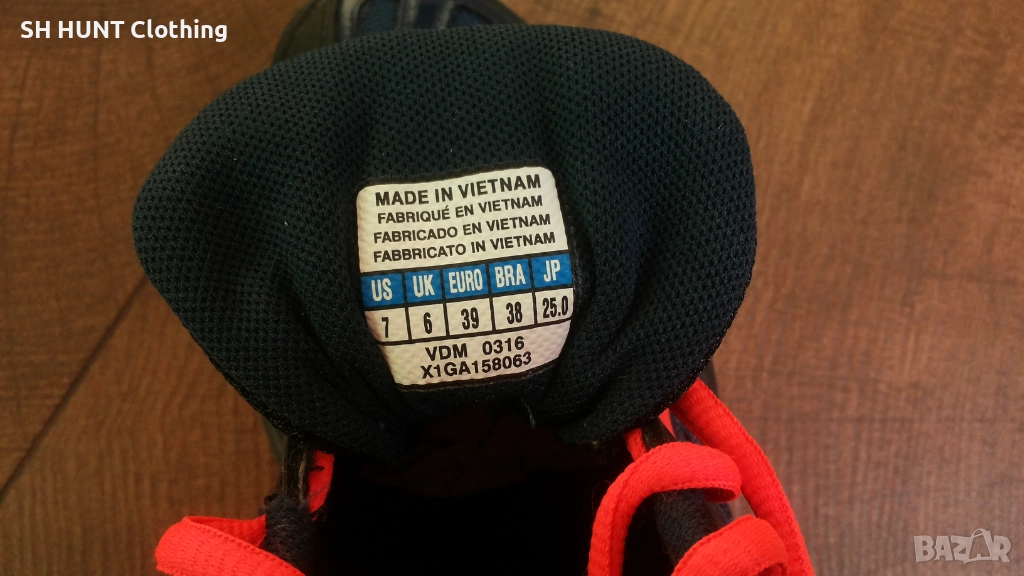 SH HUNT Clothing
MADE IN VIETNAM
FABRIQUÉ EN VIETNAM
FABRICADO EN VIETNAM
FABBRICATO IN VIETNAM
US UK EURO BRA JP
7 6 39 38 25.0
VDM 0316
X1GA158063
BAZAR